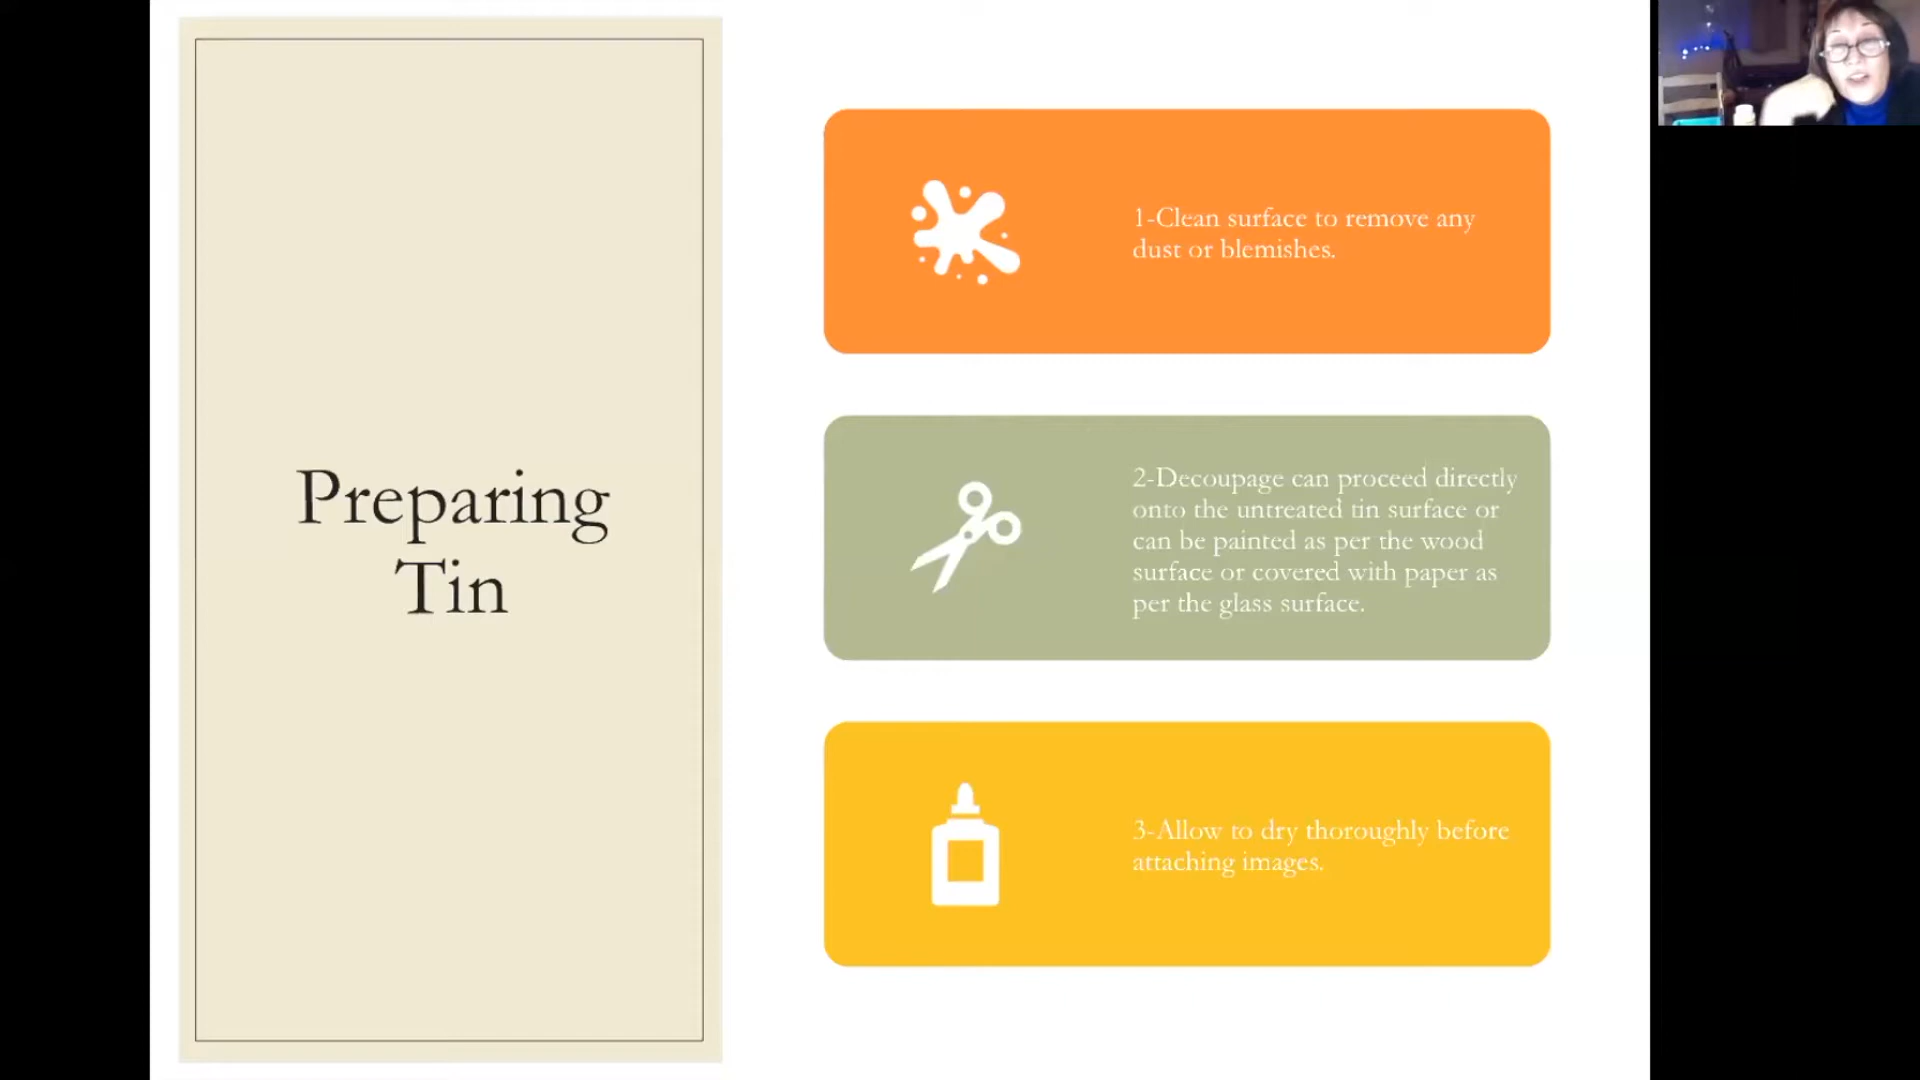 Preparing
Tin
1-Clean surface to remove any
dust or blemishes.
2-Decoupage can proceed directly
onto the untreated tin surface or
can be painted as per the wood
surface or covered with paper as
per the glass surface.
3-Allow to dry thoroughly before
attaching images.